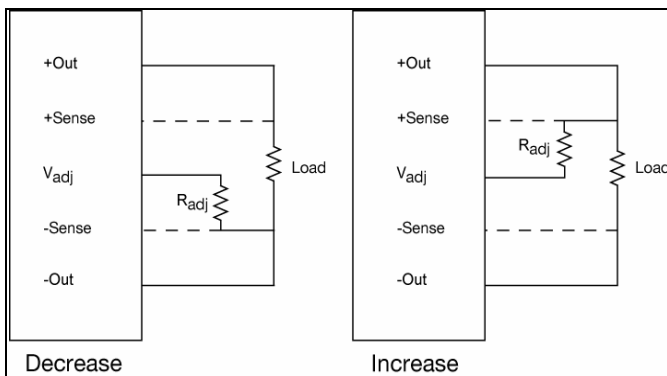 +Out
+Sense
Vadj
Radj
Load
-Sense
-Out
Decrease
+Out
+Sense
Radj
Vadj
Load
-Sense
-Out
Increase